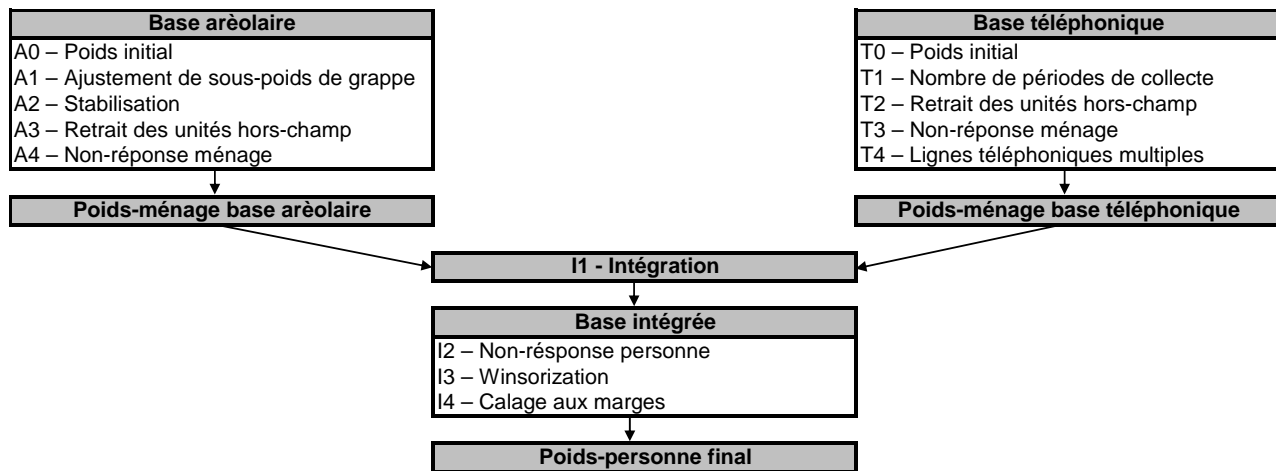 Base arèolaire
A0 – Poids initial
A1 – Ajustement de sous-poids de grappe
A2 – Stabilisation
A3 – Retrait des unités hors-champ
A4 – Non-réponse ménage
Poids-ménage base arèolaire
Base téléphonique
T0 – Poids initial
T1 – Nombre de périodes de collecte
T2 – Retrait des unités hors-champ
T3 – Non-réponse ménage
T4 – Lignes téléphoniques multiples
Poids-ménage base téléphonique
I1 - Intégration
Base intégrée
I2 – Non-résponse personne
I3 – Winsorization
I4 – Calage aux marges
Poids-personne final